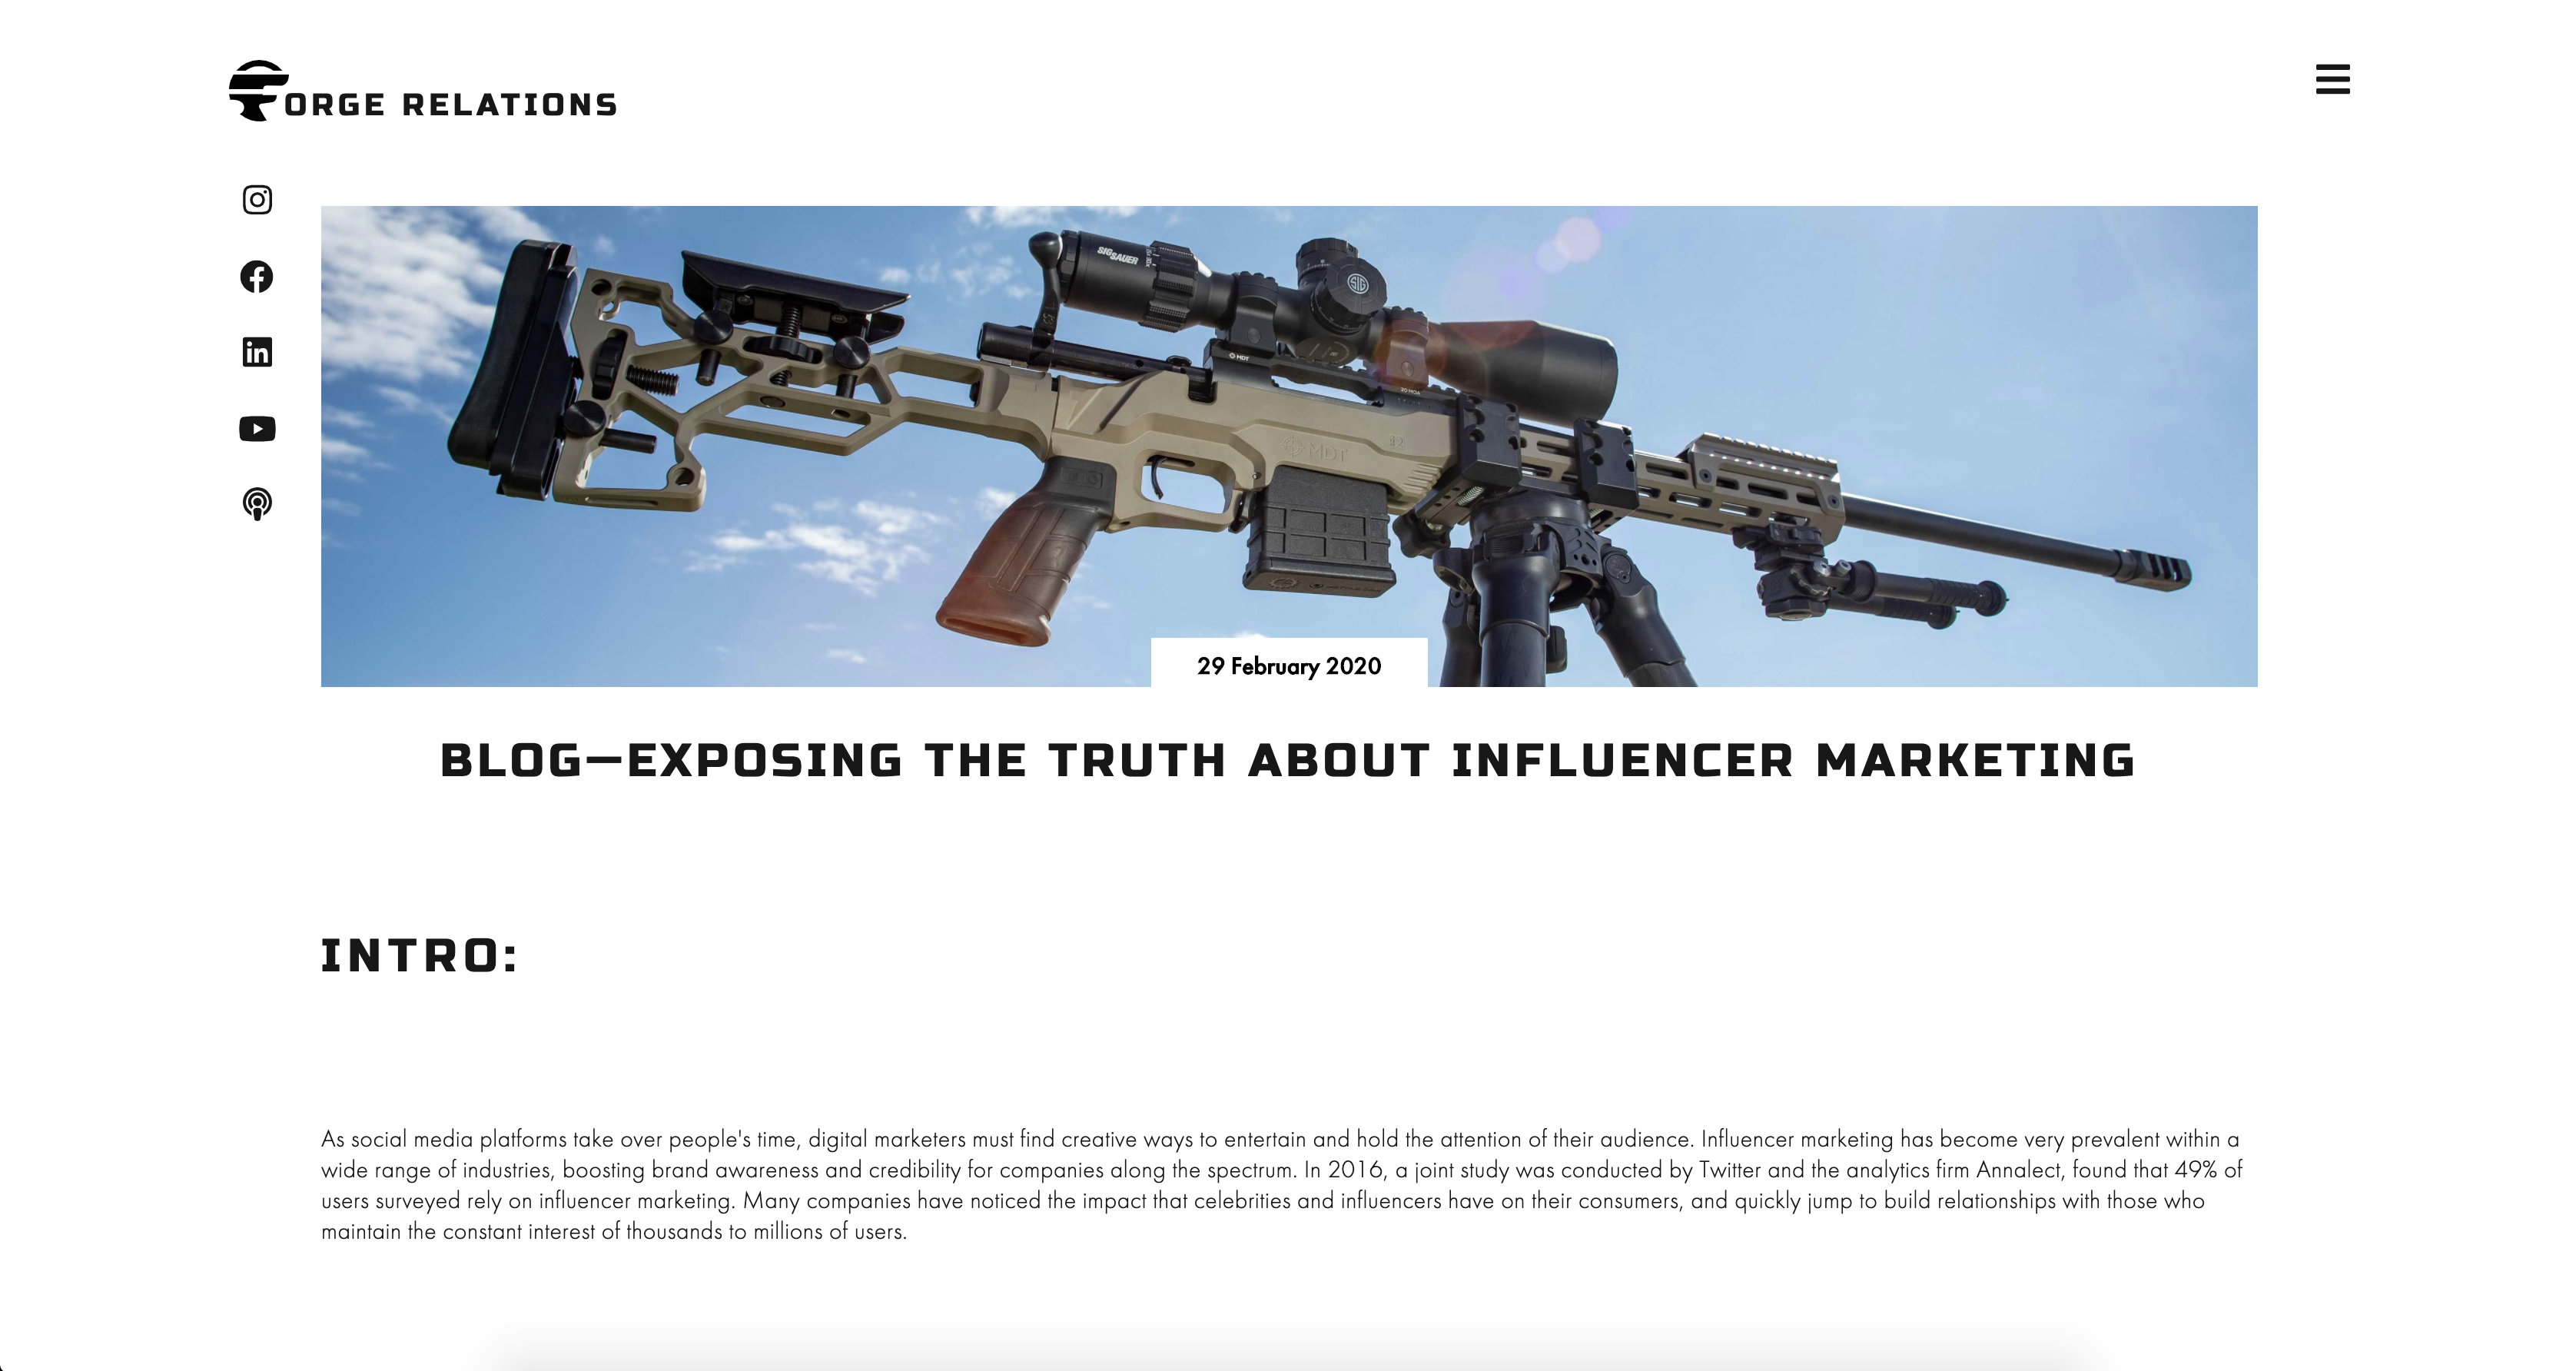 FORGE RELATIONS
SIG SAUER
SIG
MDT
MDT
29 February 2020
BLOG—EXPOSING THE TRUTH ABOUT INFLUENCER MARKETING
INTRO:
As social media platforms take over people's time, digital marketers must find creative ways to entertain and hold the attention of their audience. Influencer marketing has become very prevalent within a
wide range of industries, boosting brand awareness and credibility for companies along the spectrum. In 2016, a joint study was conducted by Twitter and the analytics firm Annalect, found that 49% of
users surveyed rely on influencer marketing. Many companies have noticed the impact that celebrities and influencers have on their consumers, and quickly jump to build relationships with those who
maintain the constant interest of thousands to millions of users.